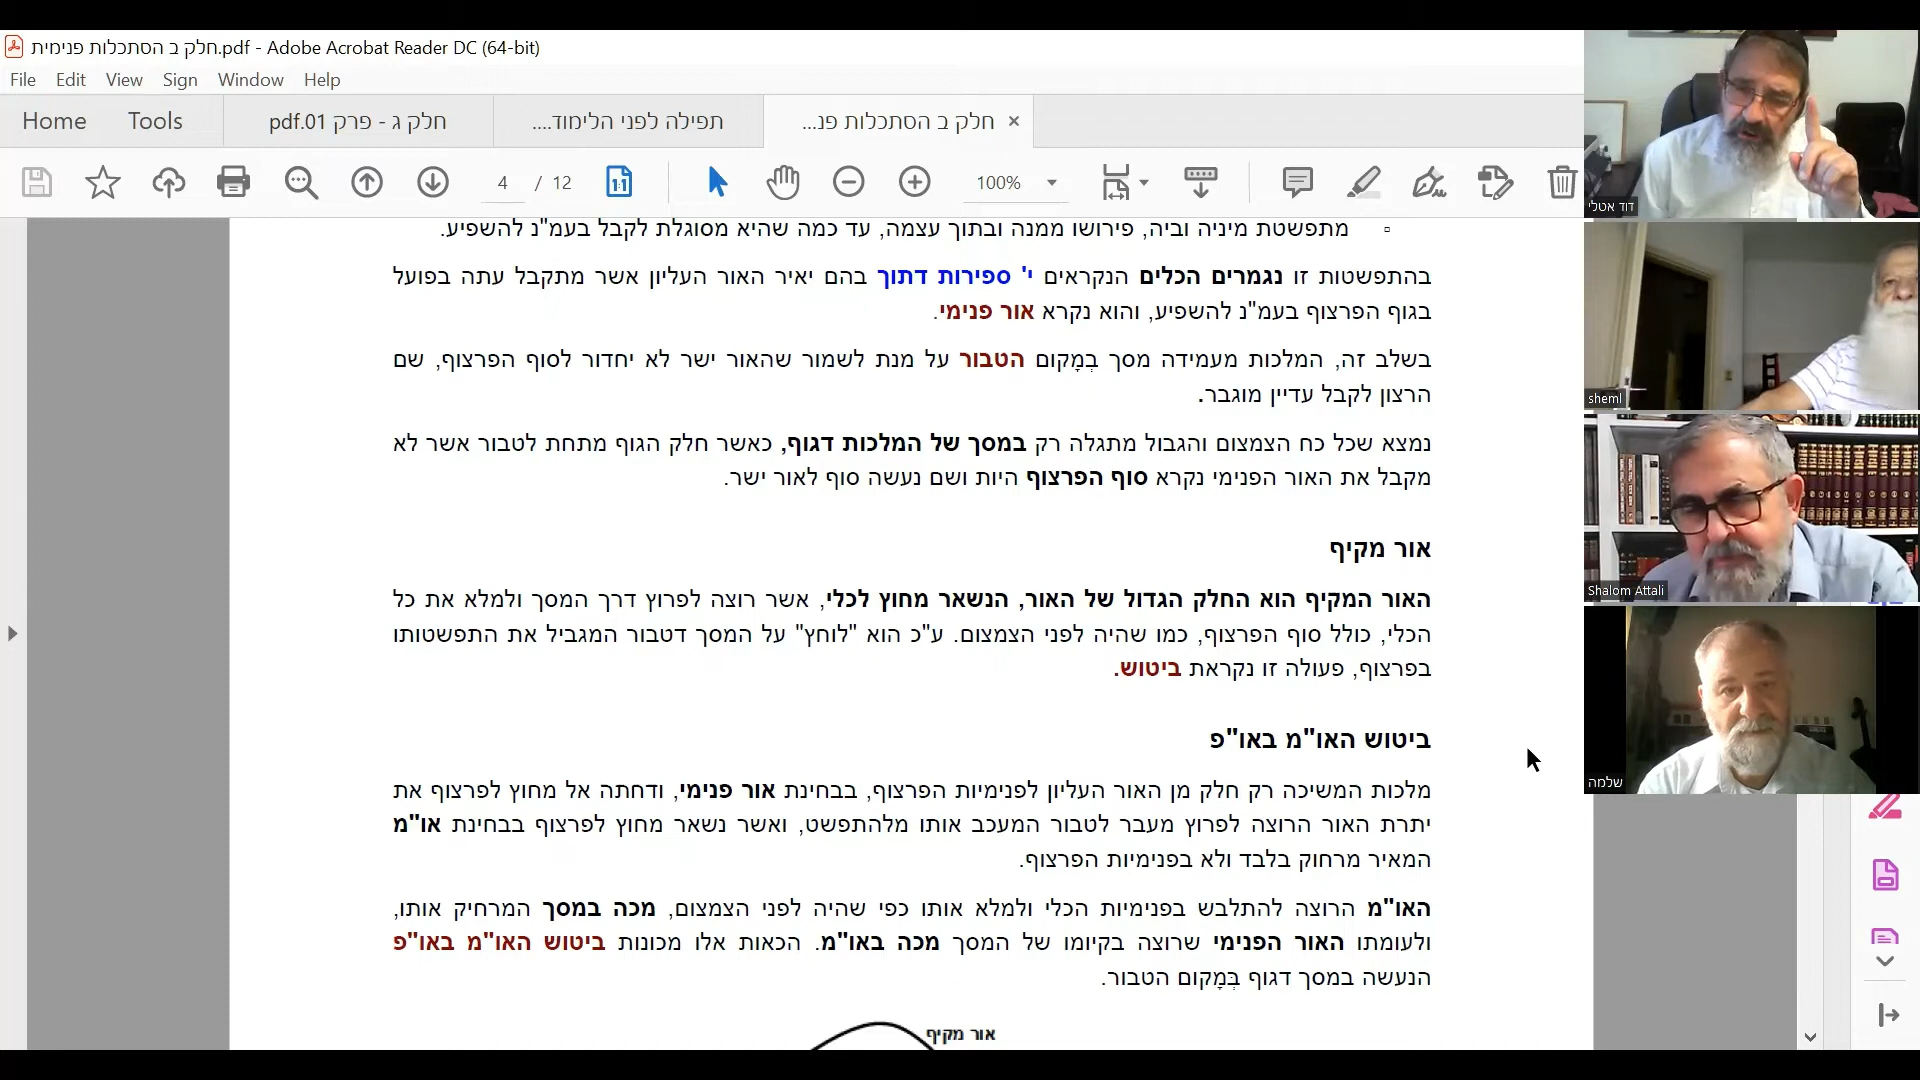 חלק ב הסתכלות פנימית.pdf - Adobe Acrobat Reader DC (64-bit)
File Edit View Sign Window Help
Home Tools חלק ג - פרק 01.pdf תפילה לפני הלימוד.... חלק ב הסתכלות פנ... ×
4 / 12 100%
▫ מתפשטת מיניה וביה, פירושו ממנה ובתוך עצמה, עד כמה שהיא מסוגלת לקבל בעמ"נ להשפיע.
בהתפשטות זו נגמרים הכלים הנקראים י' ספירות דתוך בהם יאיר האור העליון אשר מתקבל עתה בפועל
בגוף הפרצוף בעמ"נ להשפיע, והוא נקרא אור פנימי.
בשלב זה, המלכות מעמידה מסך בְּמָקום הטבור על מנת לשמור שהאור ישר לא יחדור לסוף הפרצוף, שם
הרצון לקבל עדיין מוגבר.
נמצא שכל כח הצמצום והגבול מתגלה רק במסך של המלכות דגוף, כאשר חלק הגוף מתחת לטבור אשר לא
מקבל את האור הפנימי נקרא סוף הפרצוף היות ושם נעשה סוף לאור ישר.
אור מקיף
האור המקיף הוא החלק הגדול של האור, הנשאר מחוץ לכלי, אשר רוצה לפרוץ דרך המסך ולמלא את כל
הכלי, כולל סוף הפרצוף, כמו שהיה לפני הצמצום. ע"כ הוא "לוחץ" על המסך דטבור המגביל את התפשטותו
בפרצוף, פעולה זו נקראת ביטוש.
ביטוש האו"מ באו"פ
מלכות המשיכה רק חלק מן האור העליון לפנימיות הפרצוף, בבחינת אור פנימי, ודחתה אל מחוץ לפרצוף את
יתרת האור הרוצה לפרוץ מעבר לטבור המעכב אותו מלהתפשט, ואשר נשאר מחוץ לפרצוף בבחינת או"מ
המאיר מרחוק בלבד ולא בפנימיות הפרצוף.
האו"מ הרוצה להתלבש בפנימיות הכלי ולמלא אותו כפי שהיה לפני הצמצום, מכה במסך המרחיק אותו,
ולעומתו האור הפנימי שרוצה בקיומו של המסך מכה באו"מ. הכאות אלו מכונות ביטוש האו"מ באו"פ
הנעשה במסך דגוף בְּמָקום הטבור.
אור מקיף
דוד אטלי
sheml
Shalom Attali
שלמה